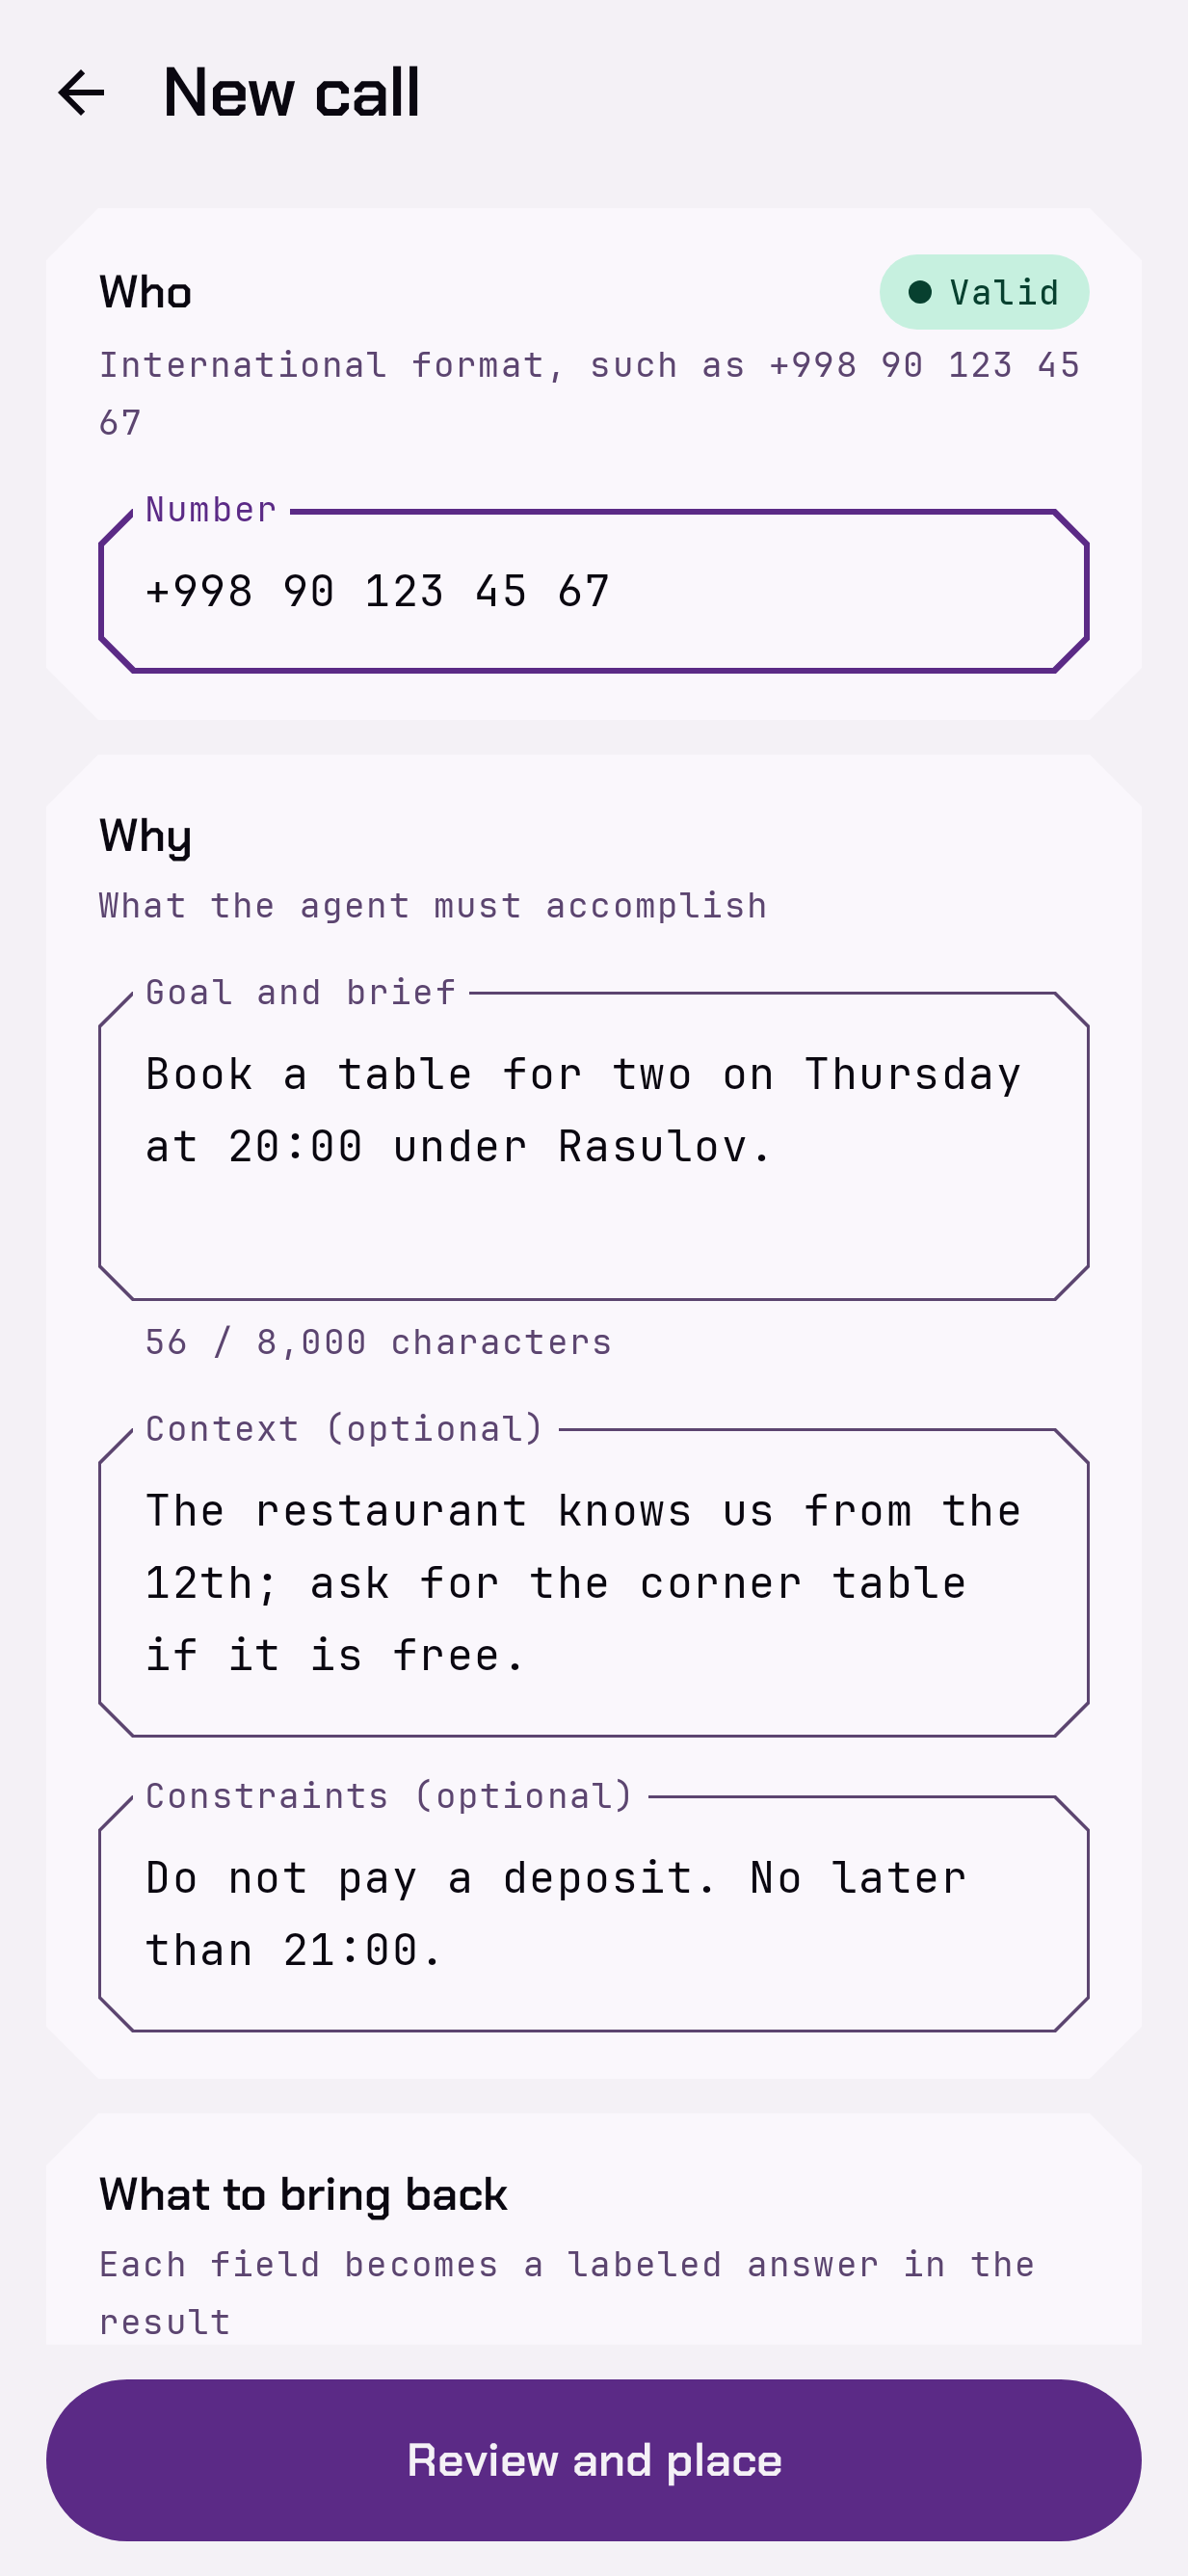 New call
Who
Valid
International format, such as +998 90 123 45
67
Number
+998 90 123 45 67
Why
What the agent must accomplish
Goal and brief
Book a table for two on Thursday
at 20:00 under Rasulov.
56 / 8,000 characters
Context (optional)
The restaurant knows us from the
12th; ask for the corner table
if it is free.
Constraints (optional)
Do not pay a deposit. No later
than 21:00.
What to bring back
Each field becomes a labeled answer in the
result
Review and place